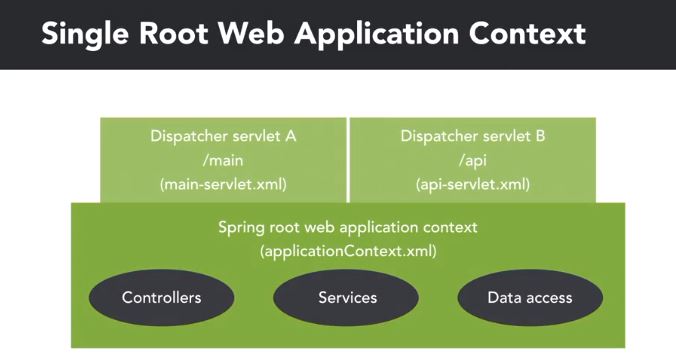 Single Root Web Application Context
Dispatcher servlet A
/main
(main-servlet.xml)
Dispatcher servlet B
/api
(api-servlet.xml)
Spring root web application context
(applicationContext.xml)
Controllers
Services
Data access